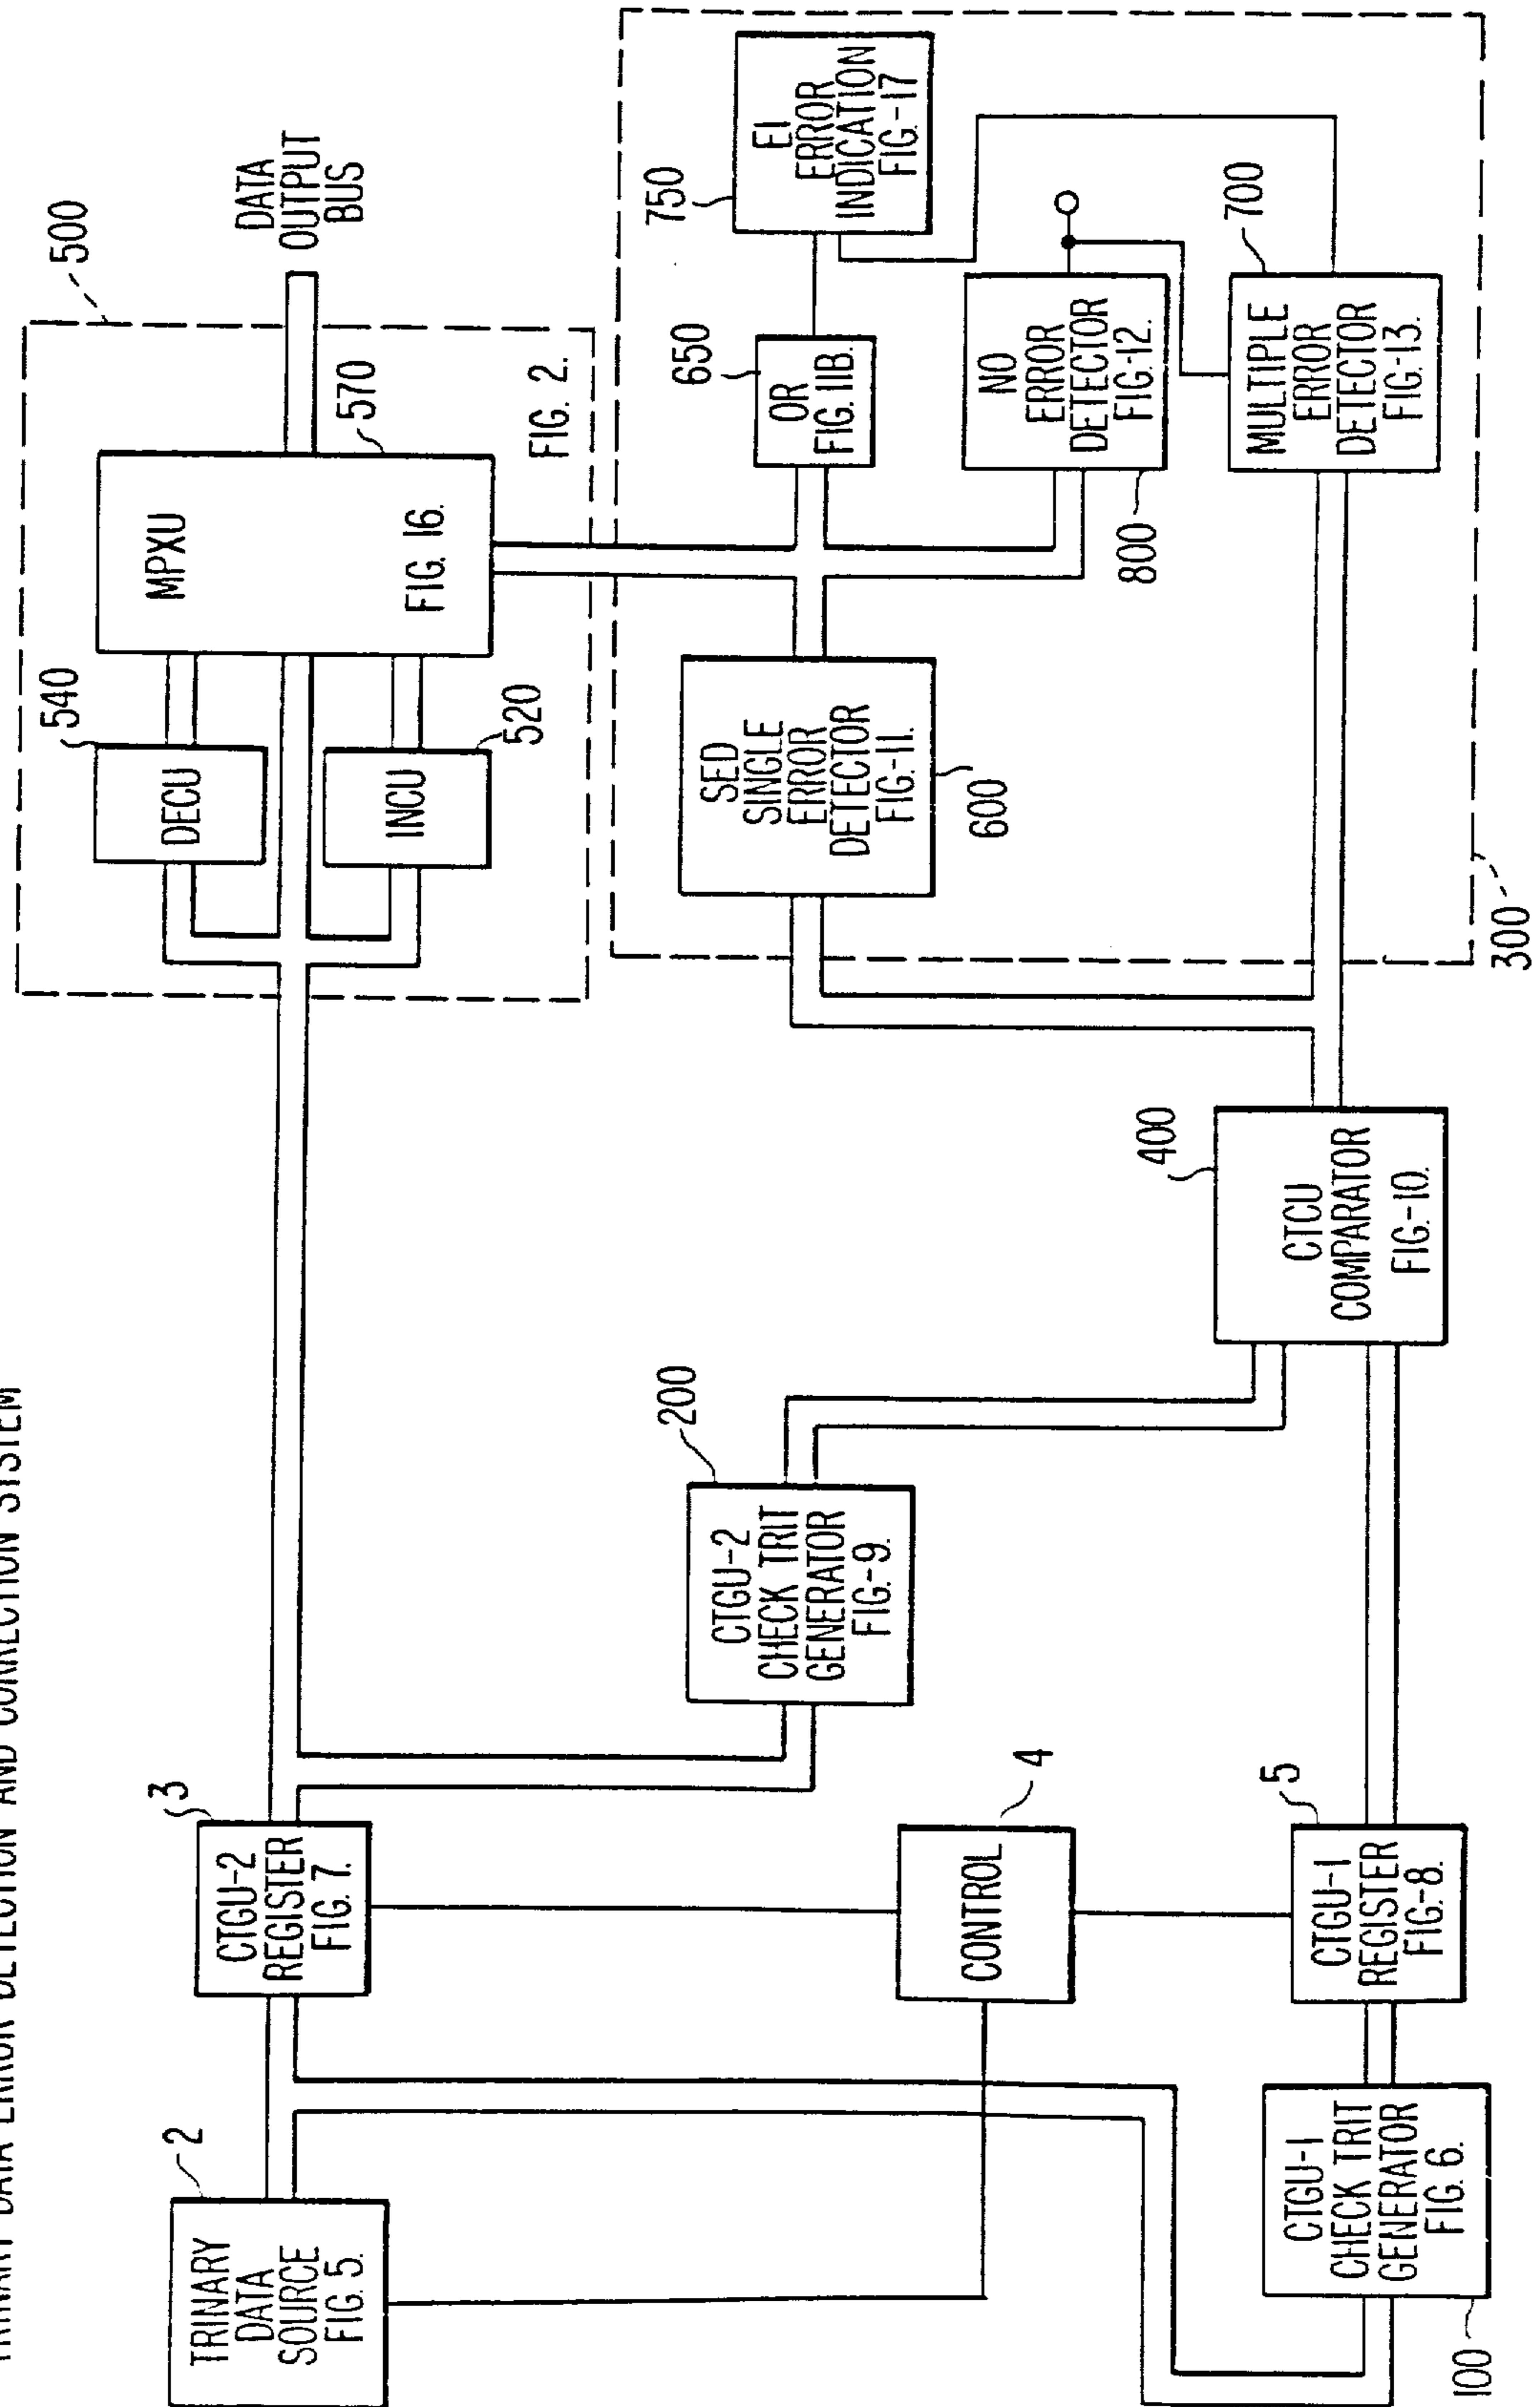 TRINARY DATA ERROR DETECTION AND CORRECTION SYSTEM
TRINARY
DATA
SOURCE
FIG. 5.
2
CTGU-2
REGISTER
FIG. 7.
3
540
DECU
INCU
520
MPXU
FIG. 16.
570
FIG. 2.
500
DATA
OUTPUT
BUS
CTGU-2
CHECK TRIT
GENERATOR
FIG.-9.
200
CONTROL
4
CTGU-1
CHECK TRIT
GENERATOR
FIG. 6.
100
CTGU-1
REGISTER
FIG.-8.
5
CTCU
COMPARATOR
FIG.-10.
400
SED
SINGLE
ERROR
DETECTOR
FIG.-11.
600
OR
FIG. 11B.
650
EI
ERROR
INDICATION
FIG.-17
750
NO
ERROR
DETECTOR
FIG.-12.
800
MULTIPLE
ERROR
DETECTOR
FIG.-13.
700
300